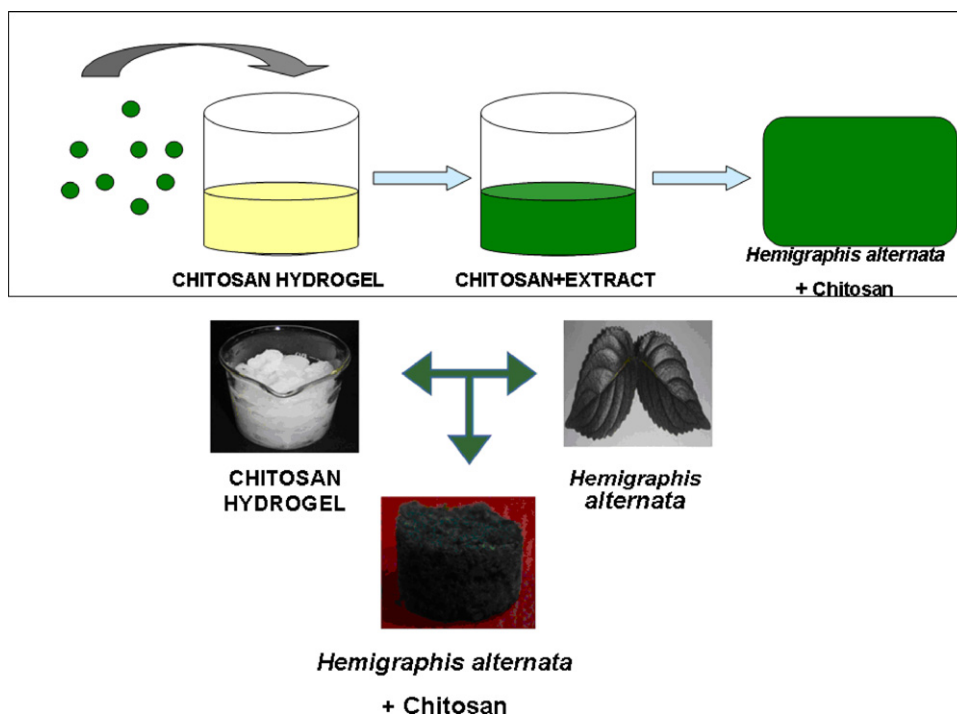 CHITOSAN HYDROGEL
CHITOSAN+EXTRACT
Hemigraphis alternata
+ Chitosan
CHITOSAN
HYDROGEL
Hemigraphis
alternata
Hemigraphis alternata
+ Chitosan